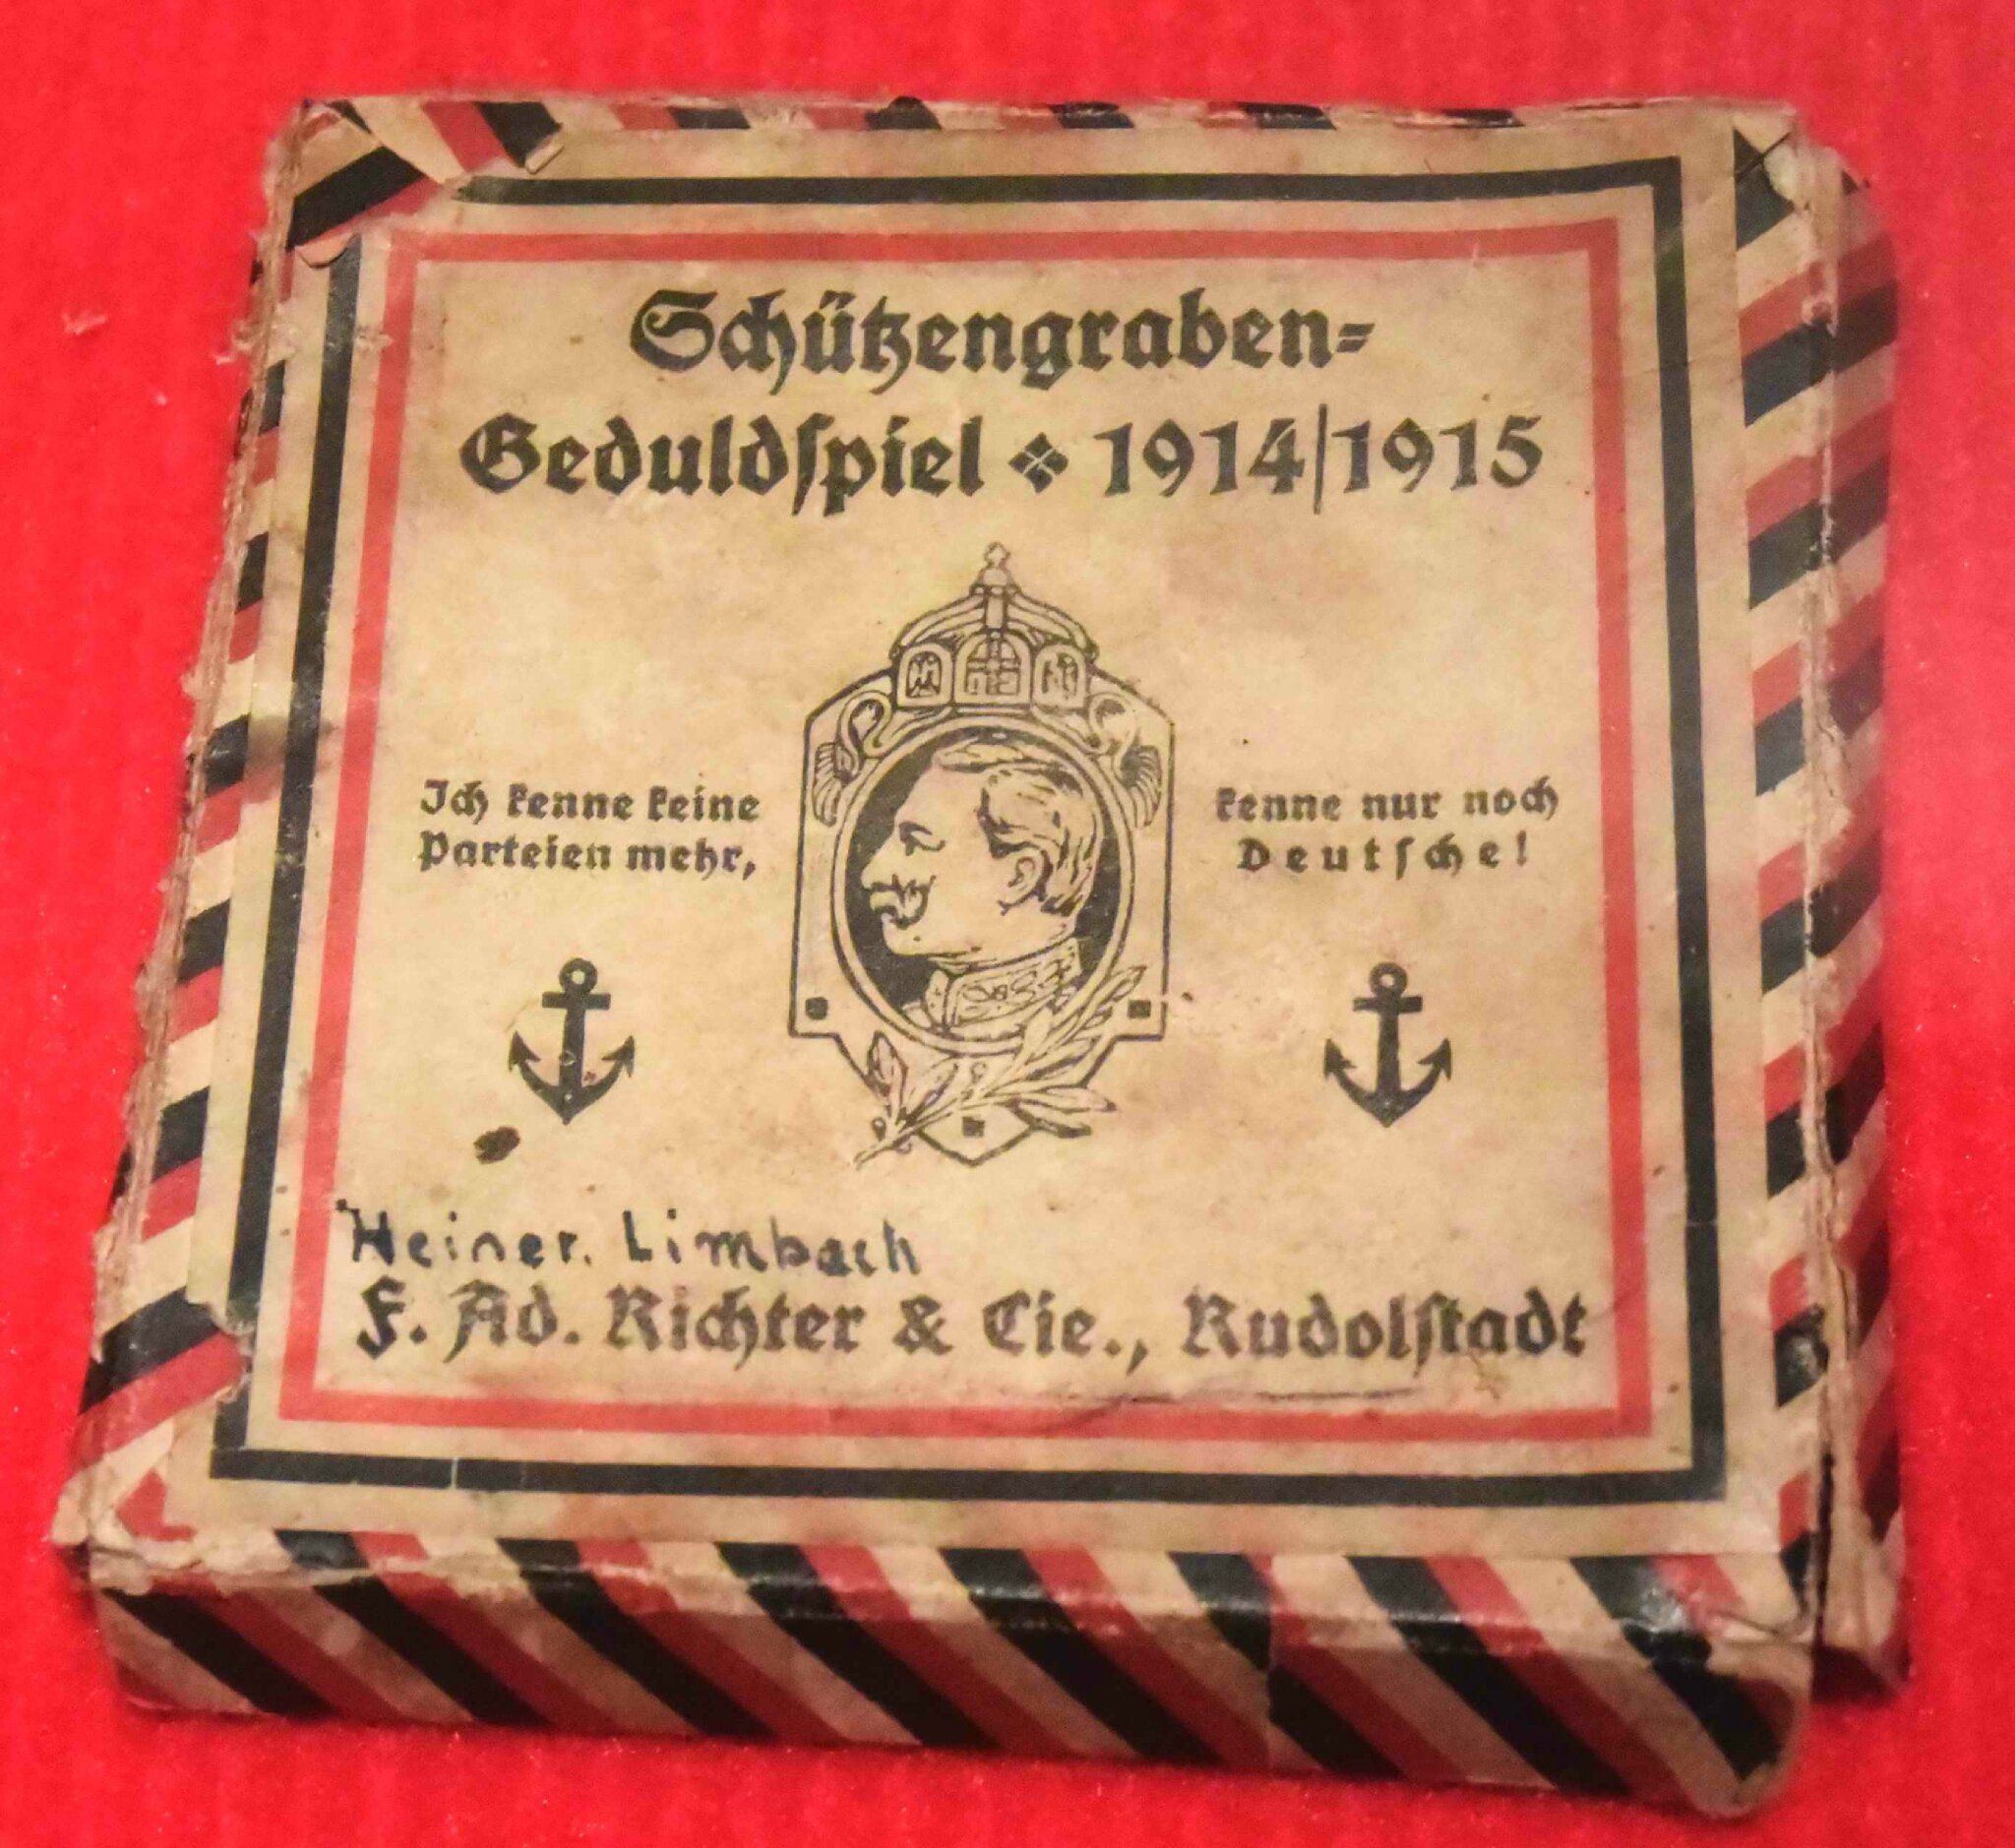 Schützengraben=
Geduldſpiel ❖ 1914/1915
Ich kenne keine
Parteien mehr,
kenne nur noch
Deutſche!
Heiner. Limbach
F. Ad. Richter & Cie., Rudolſtadt